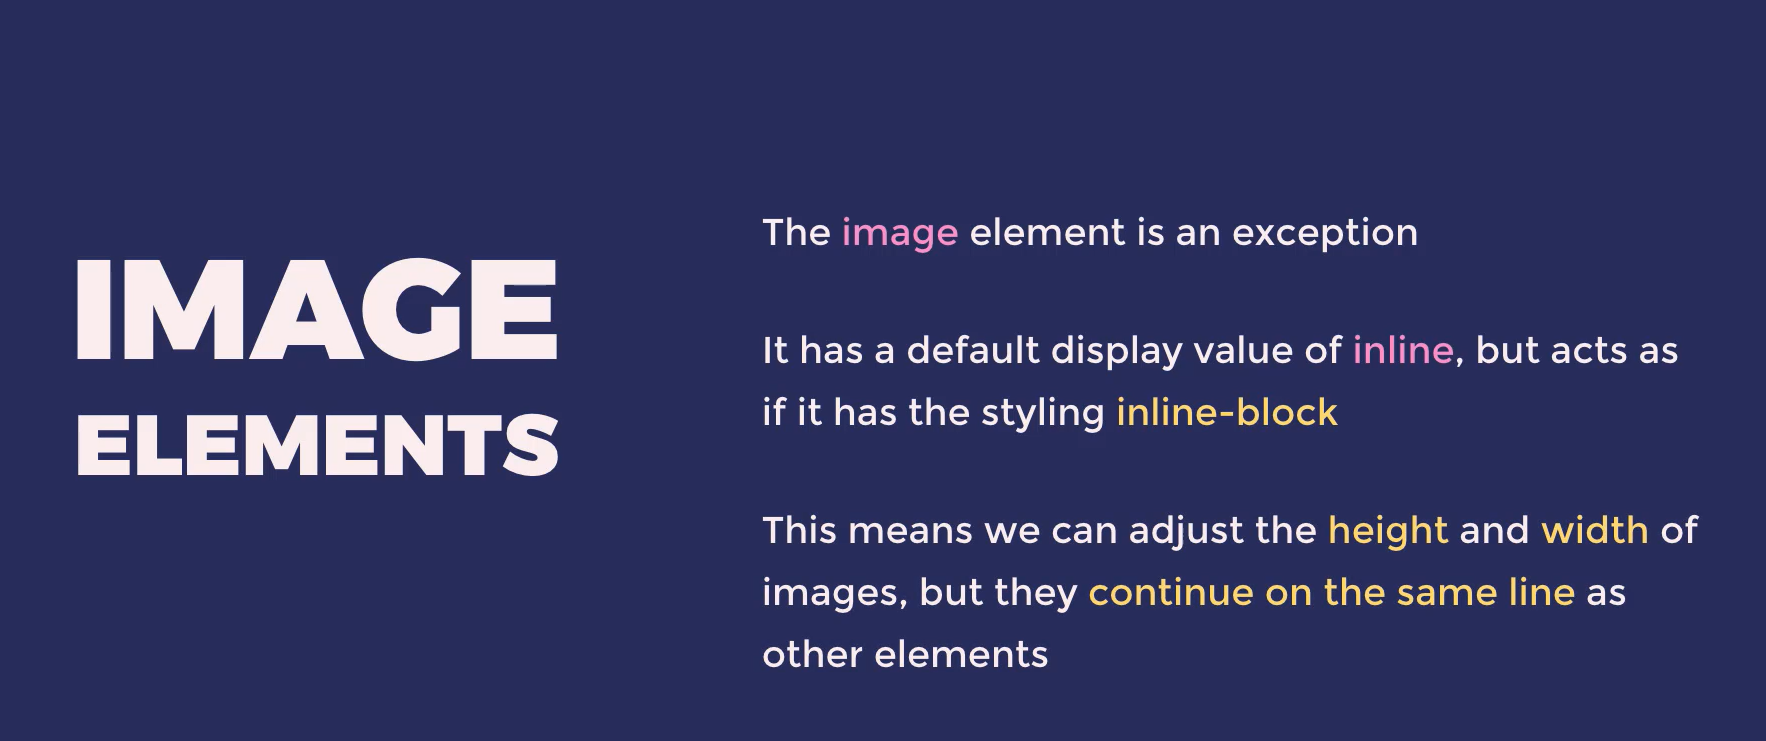 IMAGE
ELEMENTS
The image element is an exception
It has a default display value of inline, but acts as
if it has the styling inline-block
This means we can adjust the height and width of
images, but they continue on the same line as
other elements